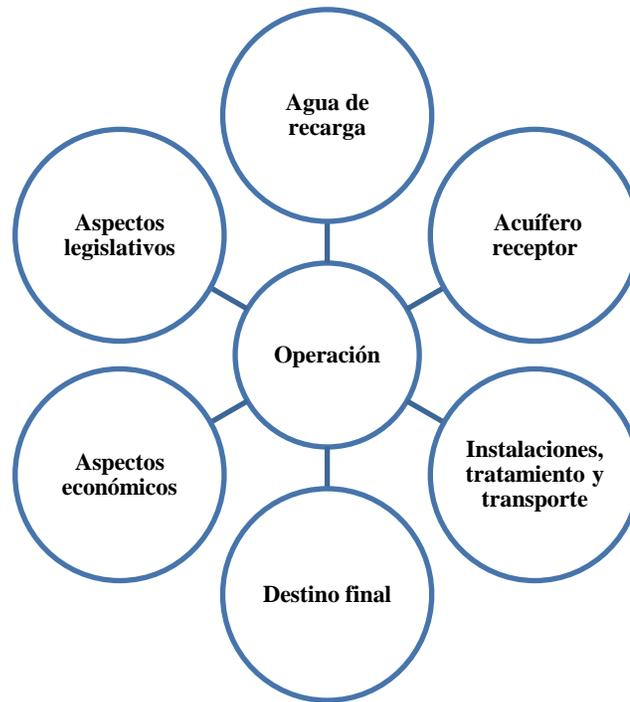 Agua de
recarga
Acuífero
receptor
Instalaciones,
tratamiento y
transporte
Destino final
Aspectos
económicos
Aspectos
legislativos
Operación